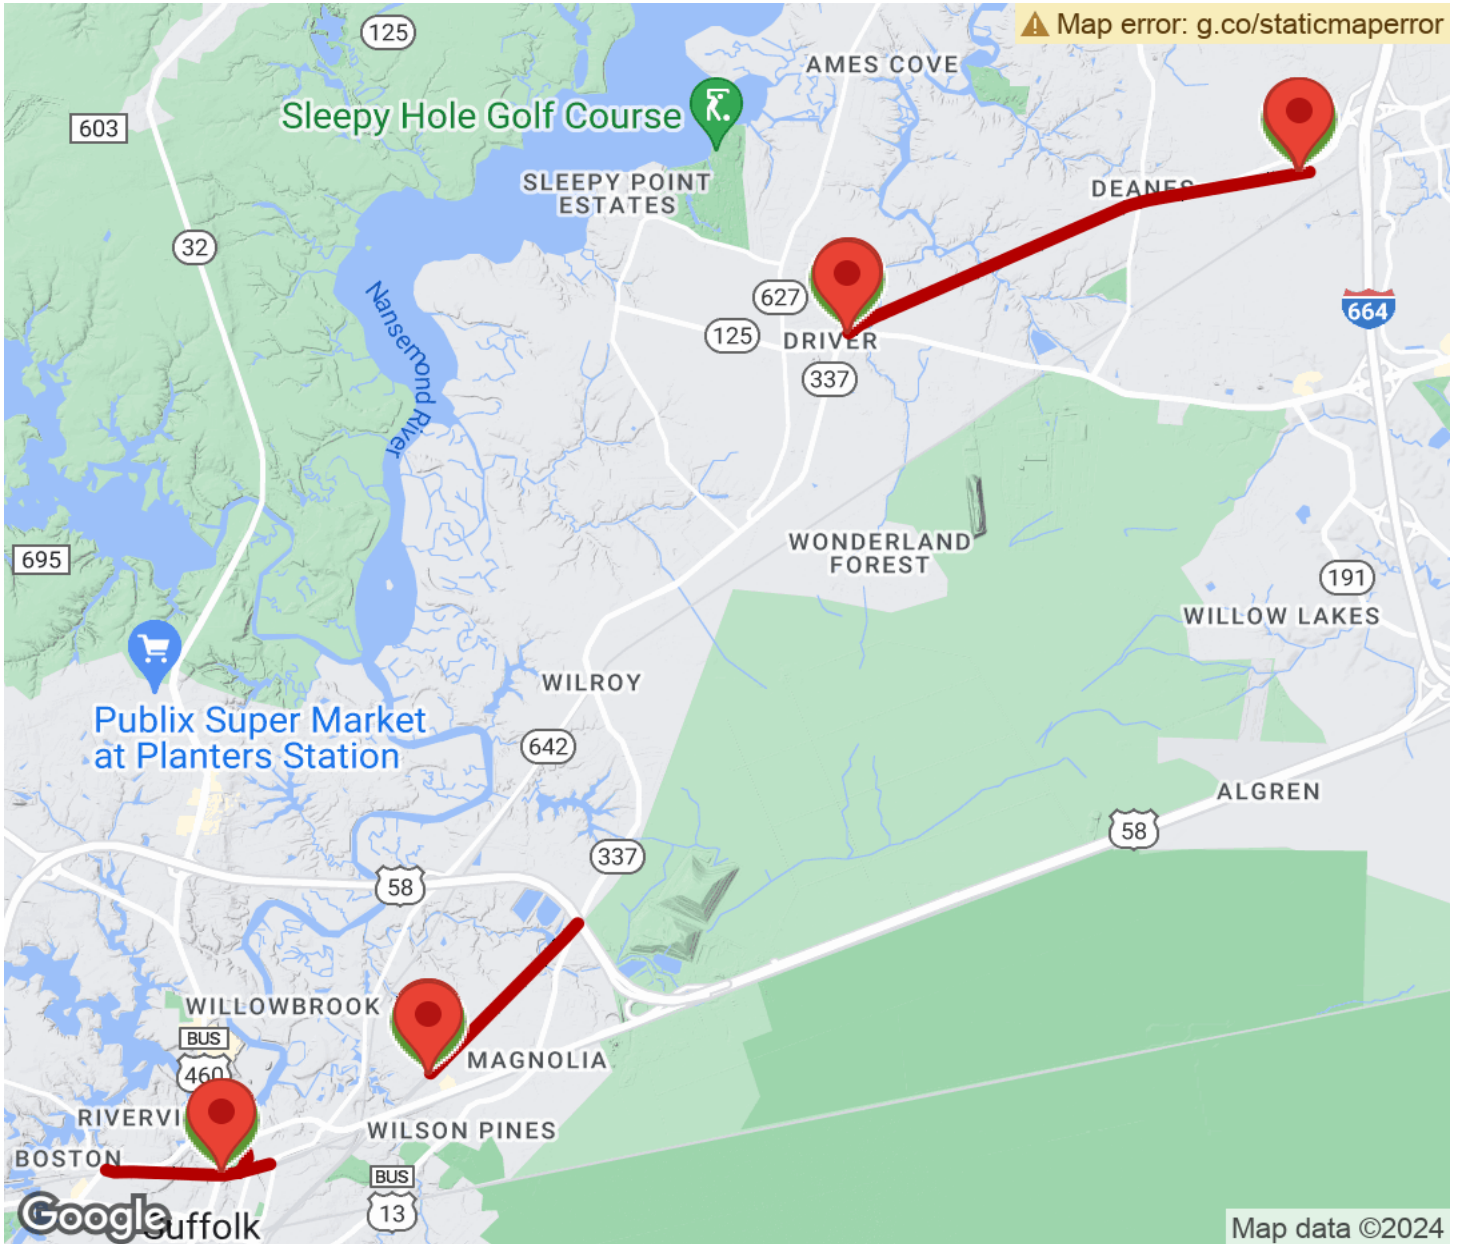 Map error: g.co/staticmaperror
125
AMES COVE
Sleepy Hole Golf Course
603
SLEEPY POINT
ESTATES
DEANES
32
627
664
Nansemond River
125
DRIVER
337
WONDERLAND
FOREST
695
191
WILLOW LAKES
WILROY
Publix Super Market
at Planters Station
642
ALGREN
58
337
58
WILLOWBROOK
BUS
460
MAGNOLIA
RIVERVI
WILSON PINES
BOSTON
BUS
13
Google
Suffolk
Map data ©2024